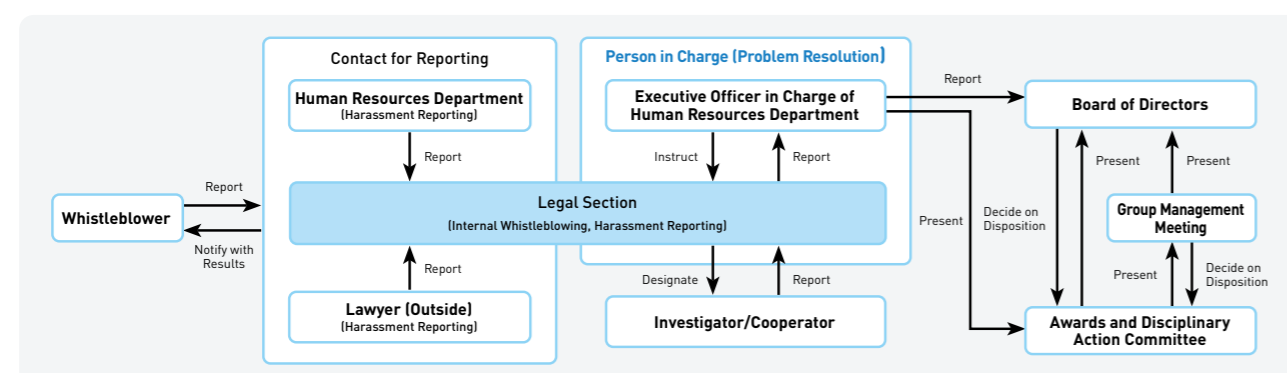 Contact for Reporting
Human Resources Department
(Harassment Reporting)
Report
Person in Charge (Problem Resolution)
Executive Officer in Charge of
Human Resources Department
Instruct
Report
Report
Board of Directors
Whistleblower
Report
Notify with
Results
Legal Section
(Internal Whistleblowing, Harassment Reporting)
Report
Lawyer (Outside)
(Harassment Reporting)
Designate
Report
Investigator/Cooperator
Present
Decide on
Disposition
Present
Present
Group Management
Meeting
Present
Decide on
Disposition
Awards and Disciplinary
Action Committee